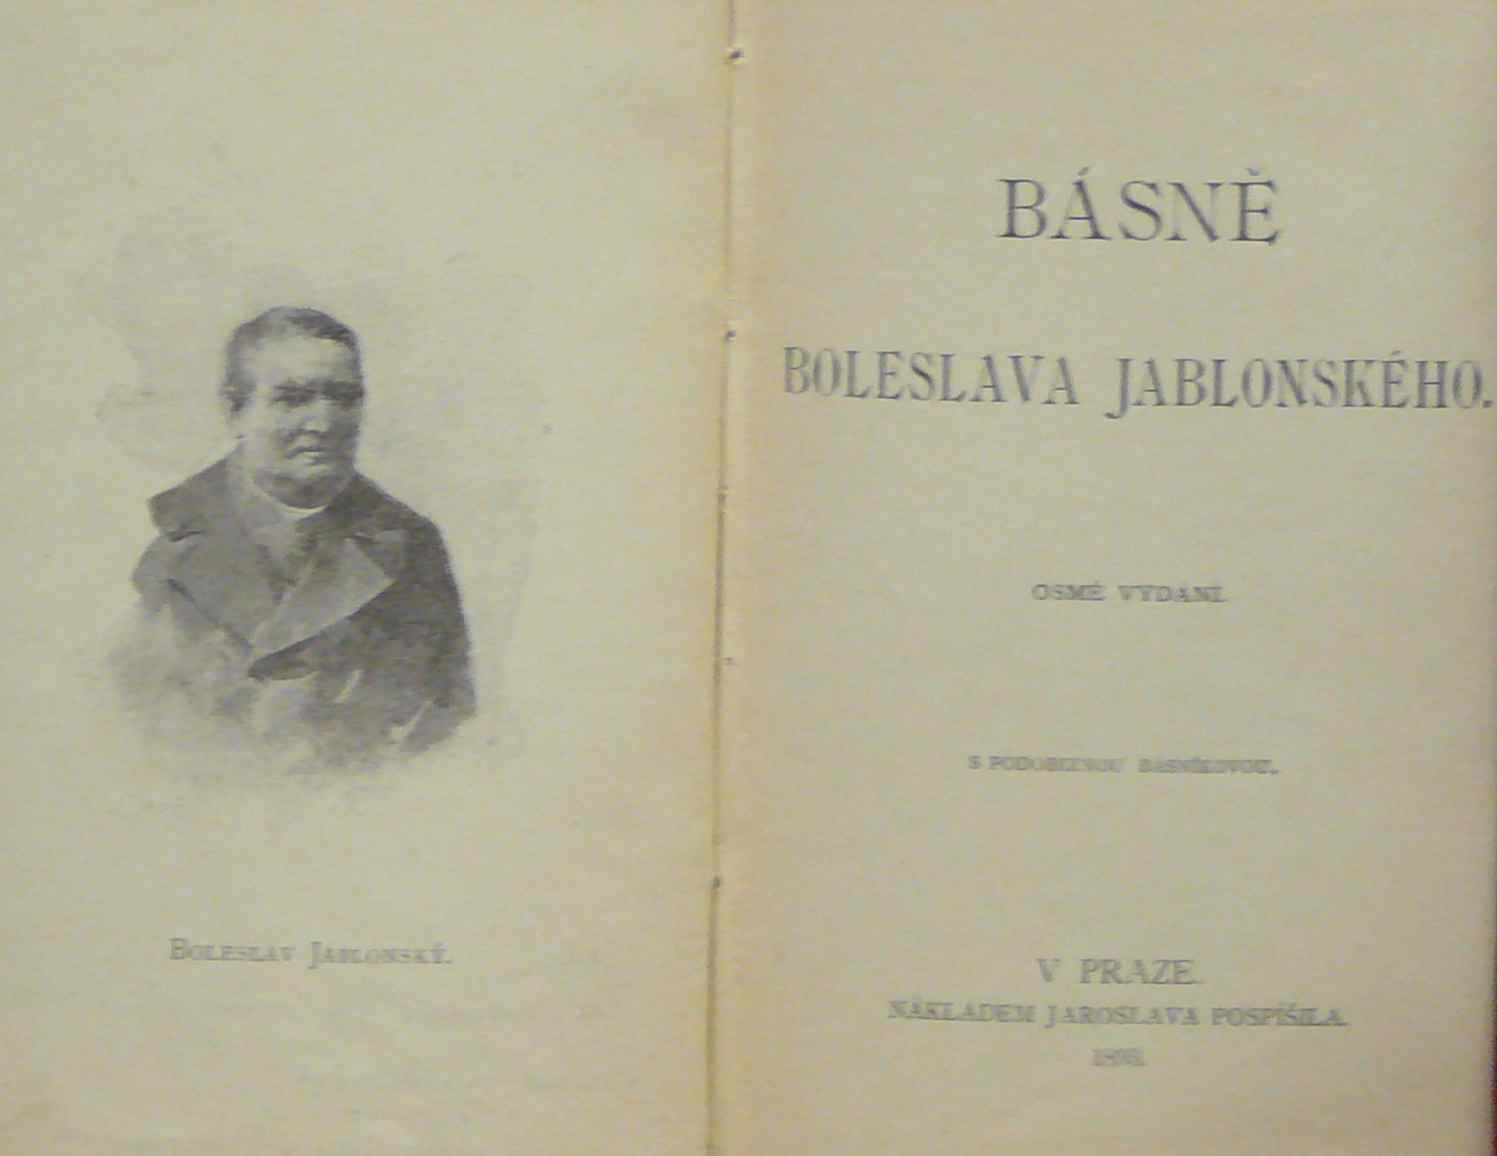 Boleslav Jablonský.
BÁSNĚ
BOLESLAVA JABLONSKÉHO.
OSMÉ VYDÁNÍ.
S PODOBIZNOU BÁSNÍKOVOU.
V PRAZE.
NÁKLADEM JAROSLAVA POSPÍŠILA.